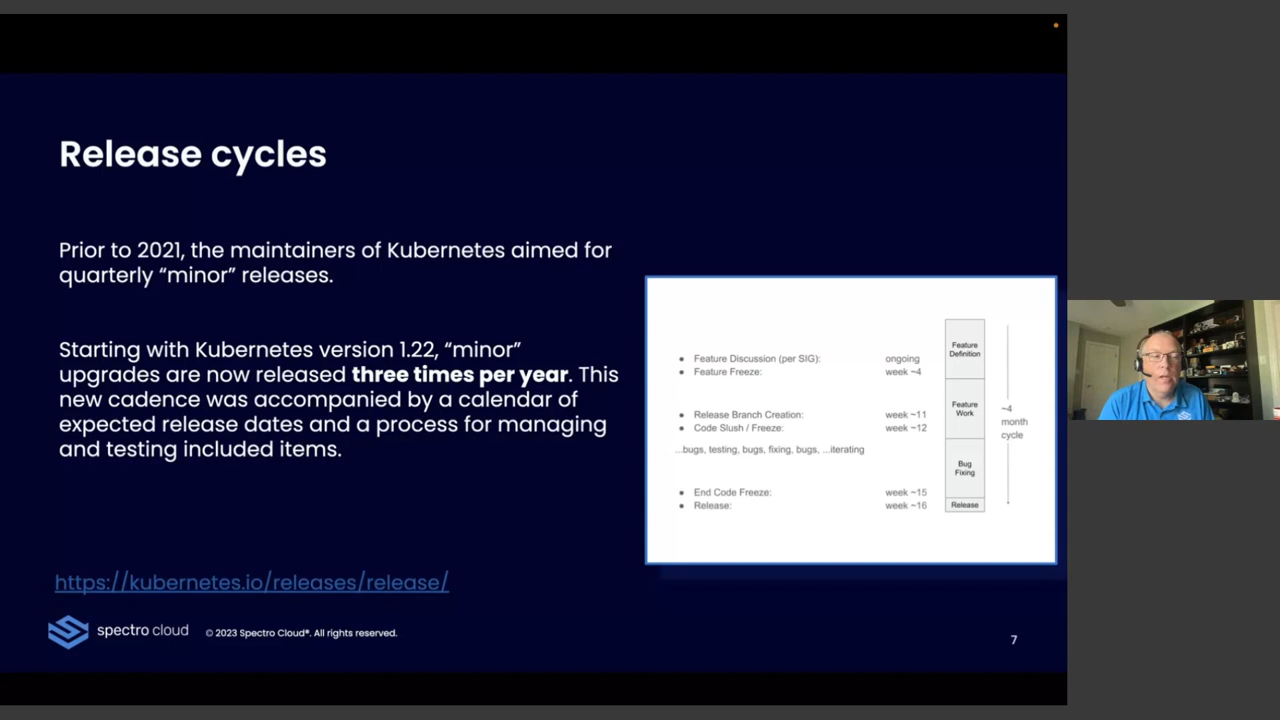 Release cycles
Prior to 2021, the maintainers of Kubernetes aimed for
quarterly “minor” releases.
Starting with Kubernetes version 1.22, “minor”
upgrades are now released three times per year. This
new cadence was accompanied by a calendar of
expected release dates and a process for managing
and testing included items.
https://kubernetes.io/releases/release/
• Feature Discussion (per SIG): ongoing
• Feature Freeze: week ~4
• Release Branch Creation: week ~11
• Code Slush / Freeze: week ~12
...bugs, testing, bugs, fixing, bugs, ...iterating
• End Code Freeze: week ~15
• Release: week ~16
Feature
Definition
Feature
Work
Bug
Fixing
Release
~4
month
cycle
spectro cloud © 2023 Spectro Cloud®. All rights reserved.
7